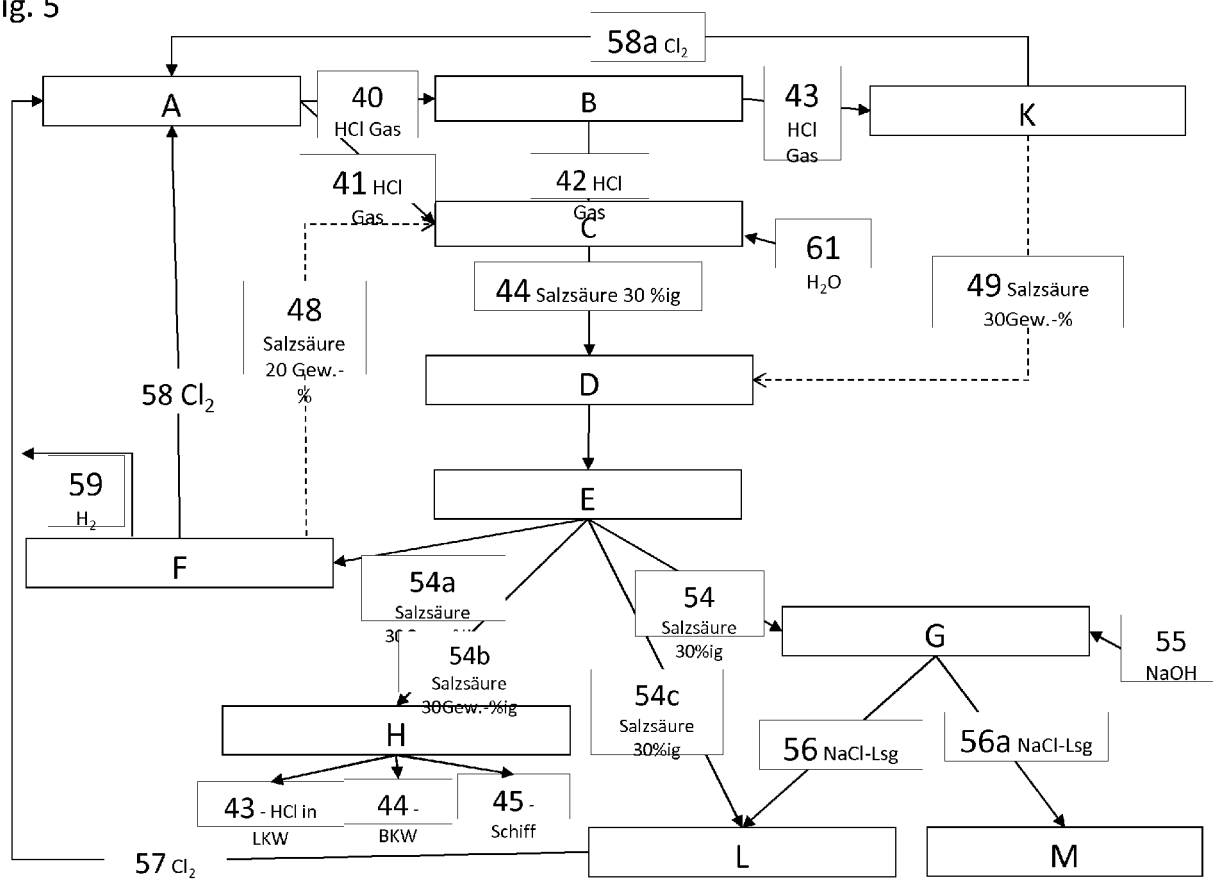 ig. 5
58a Cl₂
A
40
HCl Gas
B
43
HCl
Gas
K
41 HCl
Gas
42 HCl
Gas
C
61
H₂O
44 Salzsäure 30 %ig
49 Salzsäure
30Gew.-%
48
Salzsäure
20 Gew.-
%
D
58 Cl₂
59
H₂
E
F
54a
Salzsäure
54
Salzsäure
30%ig
G
55
NaOH
54b
Salzsäure
30Gew.-%ig
54c
Salzsäure
30%ig
H
56 NaCl-Lsg
56a NaCl-Lsg
43 - HCl in
LKW
44 -
BKW
45 -
Schiff
L
M
57 Cl₂